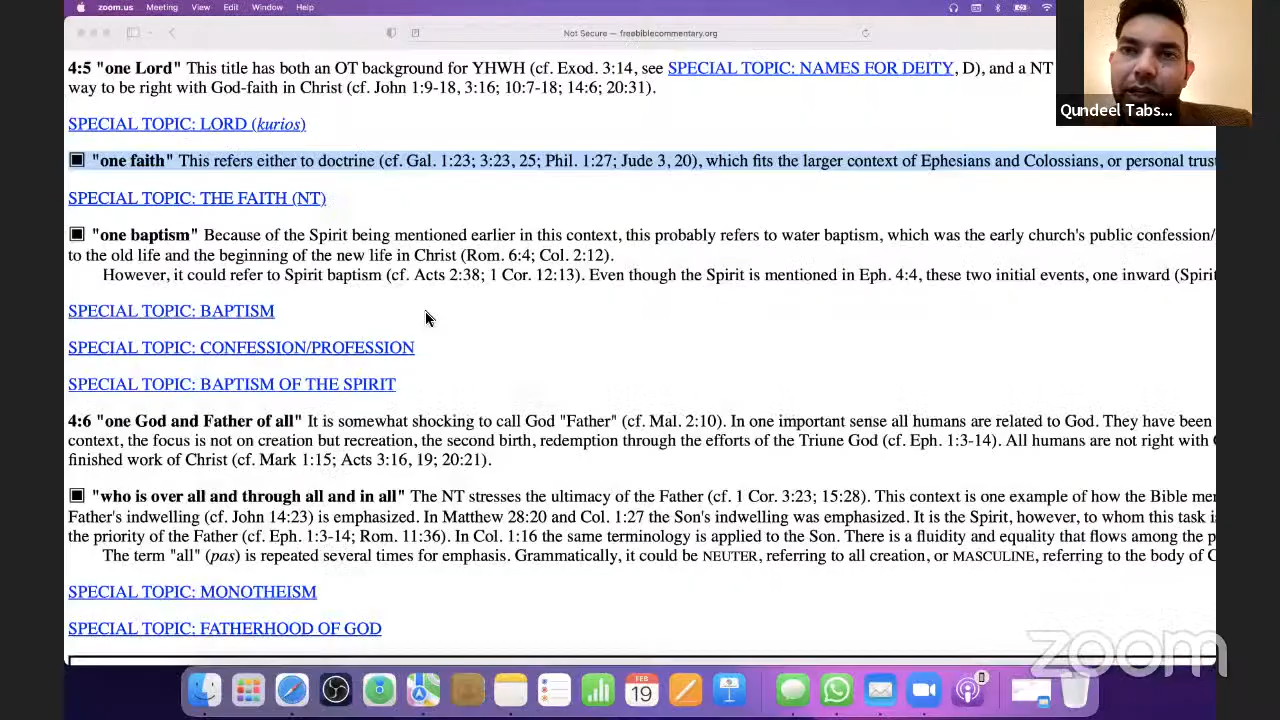 zoom.us Meeting View Edit Window Help
Not Secure — freebiblecommentary.org
Qundeel Tabs...
4:5 "one Lord" This title has both an OT background for YHWH (cf. Exod. 3:14, see SPECIAL TOPIC: NAMES FOR DEITY, D), and a NT
way to be right with God-faith in Christ (cf. John 1:9-18, 3:16; 10:7-18; 14:6; 20:31).
SPECIAL TOPIC: LORD (kurios)
▣ "one faith" This refers either to doctrine (cf. Gal. 1:23; 3:23, 25; Phil. 1:27; Jude 3, 20), which fits the larger context of Ephesians and Colossians, or personal trust
SPECIAL TOPIC: THE FAITH (NT)
▣ "one baptism" Because of the Spirit being mentioned earlier in this context, this probably refers to water baptism, which was the early church's public confession/
to the old life and the beginning of the new life in Christ (Rom. 6:4; Col. 2:12).
However, it could refer to Spirit baptism (cf. Acts 2:38; 1 Cor. 12:13). Even though the Spirit is mentioned in Eph. 4:4, these two initial events, one inward (Spirit
SPECIAL TOPIC: BAPTISM
SPECIAL TOPIC: CONFESSION/PROFESSION
SPECIAL TOPIC: BAPTISM OF THE SPIRIT
4:6 "one God and Father of all" It is somewhat shocking to call God "Father" (cf. Mal. 2:10). In one important sense all humans are related to God. They have been
context, the focus is not on creation but recreation, the second birth, redemption through the efforts of the Triune God (cf. Eph. 1:3-14). All humans are not right with
finished work of Christ (cf. Mark 1:15; Acts 3:16, 19; 20:21).
▣ "who is over all and through all and in all" The NT stresses the ultimacy of the Father (cf. 1 Cor. 3:23; 15:28). This context is one example of how the Bible
Father's indwelling (cf. John 14:23) is emphasized. In Matthew 28:20 and Col. 1:27 the Son's indwelling was emphasized. It is the Spirit, however, to whom this task
the priority of the Father (cf. Eph. 1:3-14; Rom. 11:36). In Col. 1:16 the same terminology is applied to the Son. There is a fluidity and equality that flows among the
The term "all" (pas) is repeated several times for emphasis. Grammatically, it could be NEUTER, referring to all creation, or MASCULINE, referring to the body of
SPECIAL TOPIC: MONOTHEISM
SPECIAL TOPIC: FATHERHOOD OF GOD
zoom
FEB
19